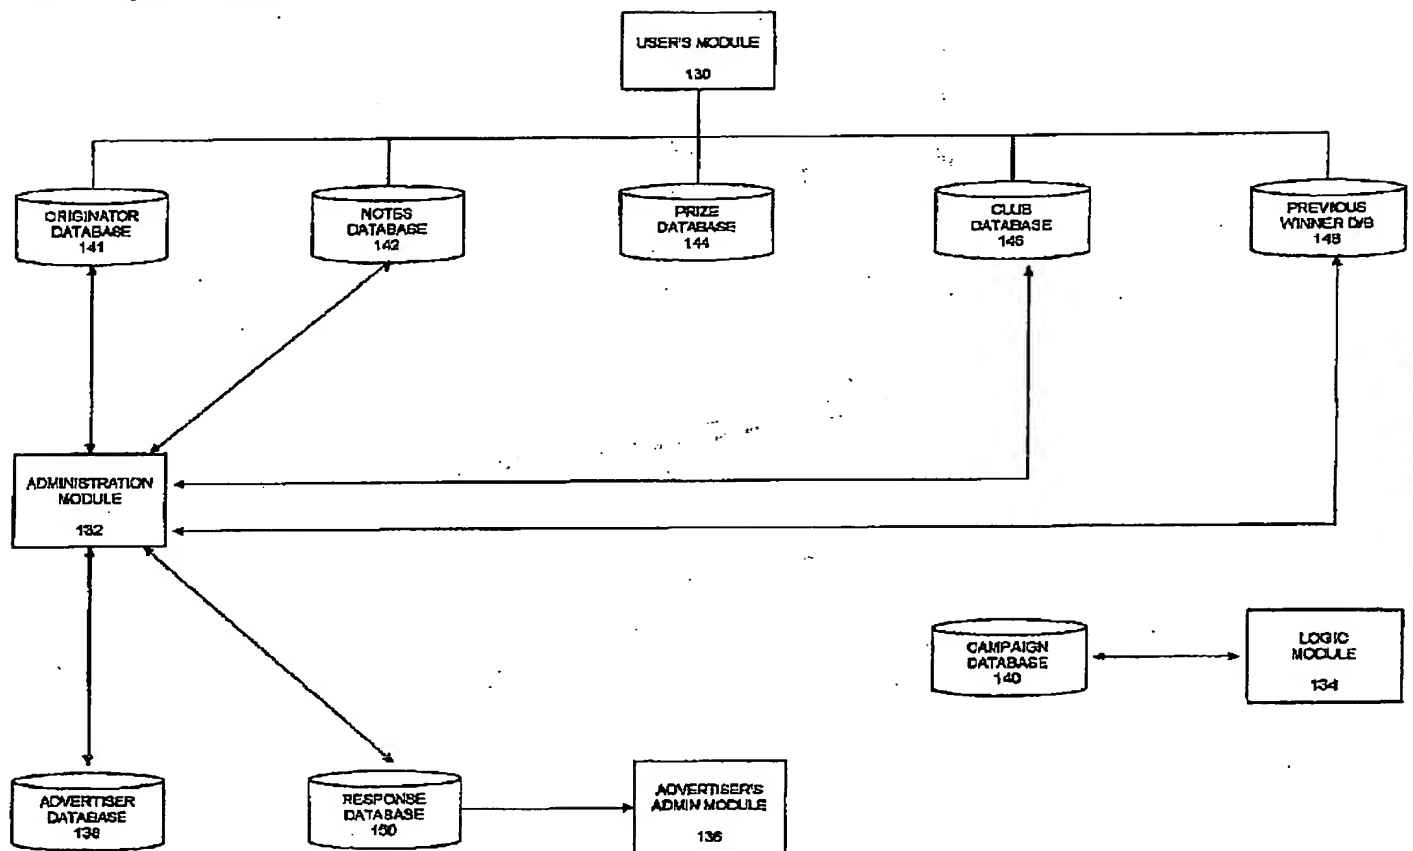 USER'S MODULE
130
ORIGINATOR
DATABASE
141
NOTES
DATABASE
142
PRIZE
DATABASE
144
CLUB
DATABASE
146
PREVIOUS
WINNER D/B
148
ADMINISTRATION
MODULE
132
CAMPAIGN
DATABASE
140
LOGIC
MODULE
134
ADVERTISER
DATABASE
138
RESPONSE
DATABASE
150
ADVERTISER'S
ADMIN MODULE
136